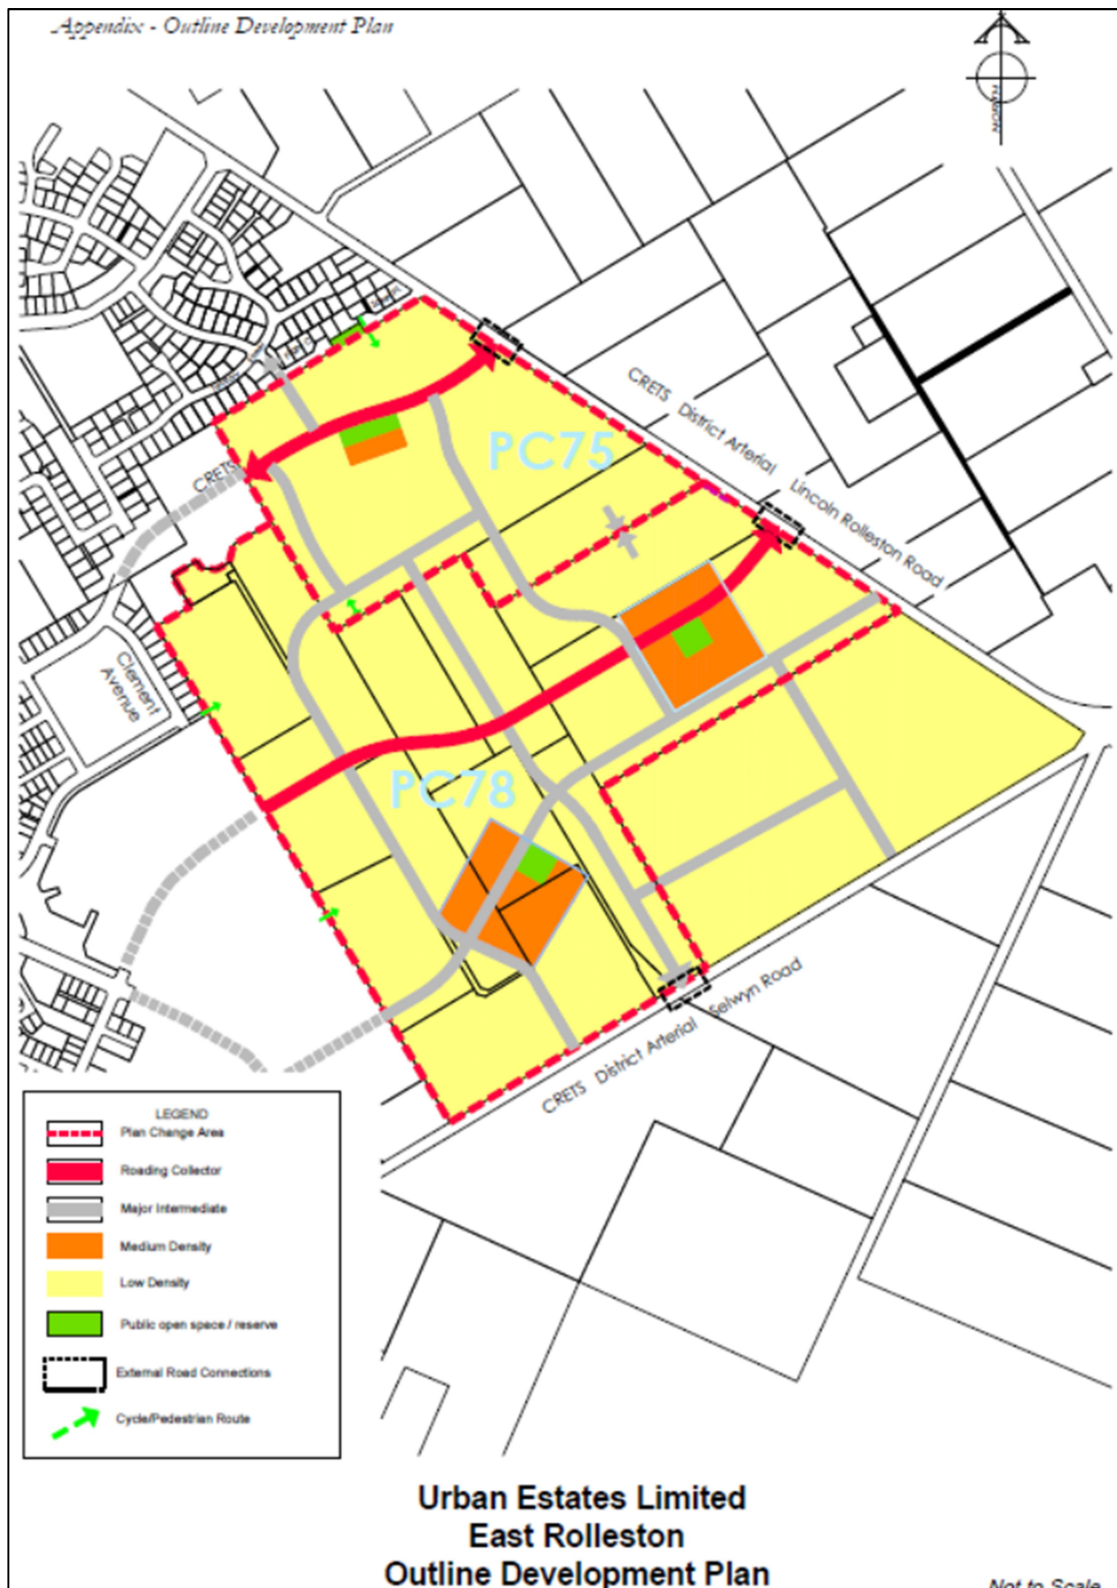 Appendix - Outline Development Plan
NORTH
CRETS District Arterial Lincoln Rolleston Road
PC75
CRETS
Clement
Avenue
PC78
CRETS District Arterial Selwyn Road
LEGEND
Plan Change Area
Roading Collector
Major Intermediate
Medium Density
Low Density
Public open space / reserve
External Road Connections
Cycle/Pedestrian Route
Urban Estates Limited
East Rolleston
Outline Development Plan
Not to Scale